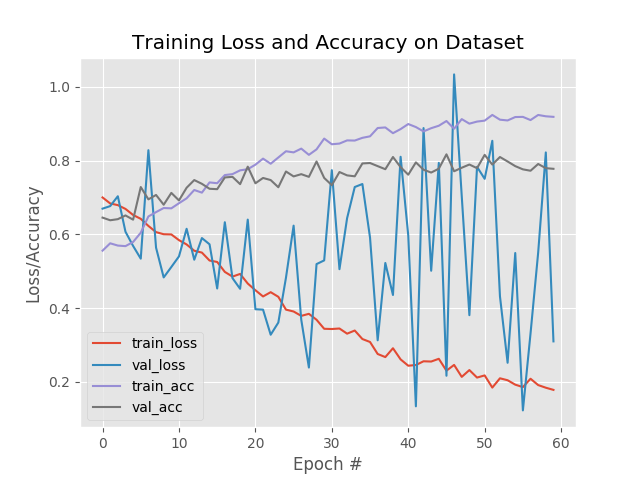 Training Loss and Accuracy on Dataset
Loss/Accuracy
1.0
0.8
0.6
0.4
0.2
train_loss
val_loss
train_acc
val_acc
0 10 20 30 40 50 60
Epoch #